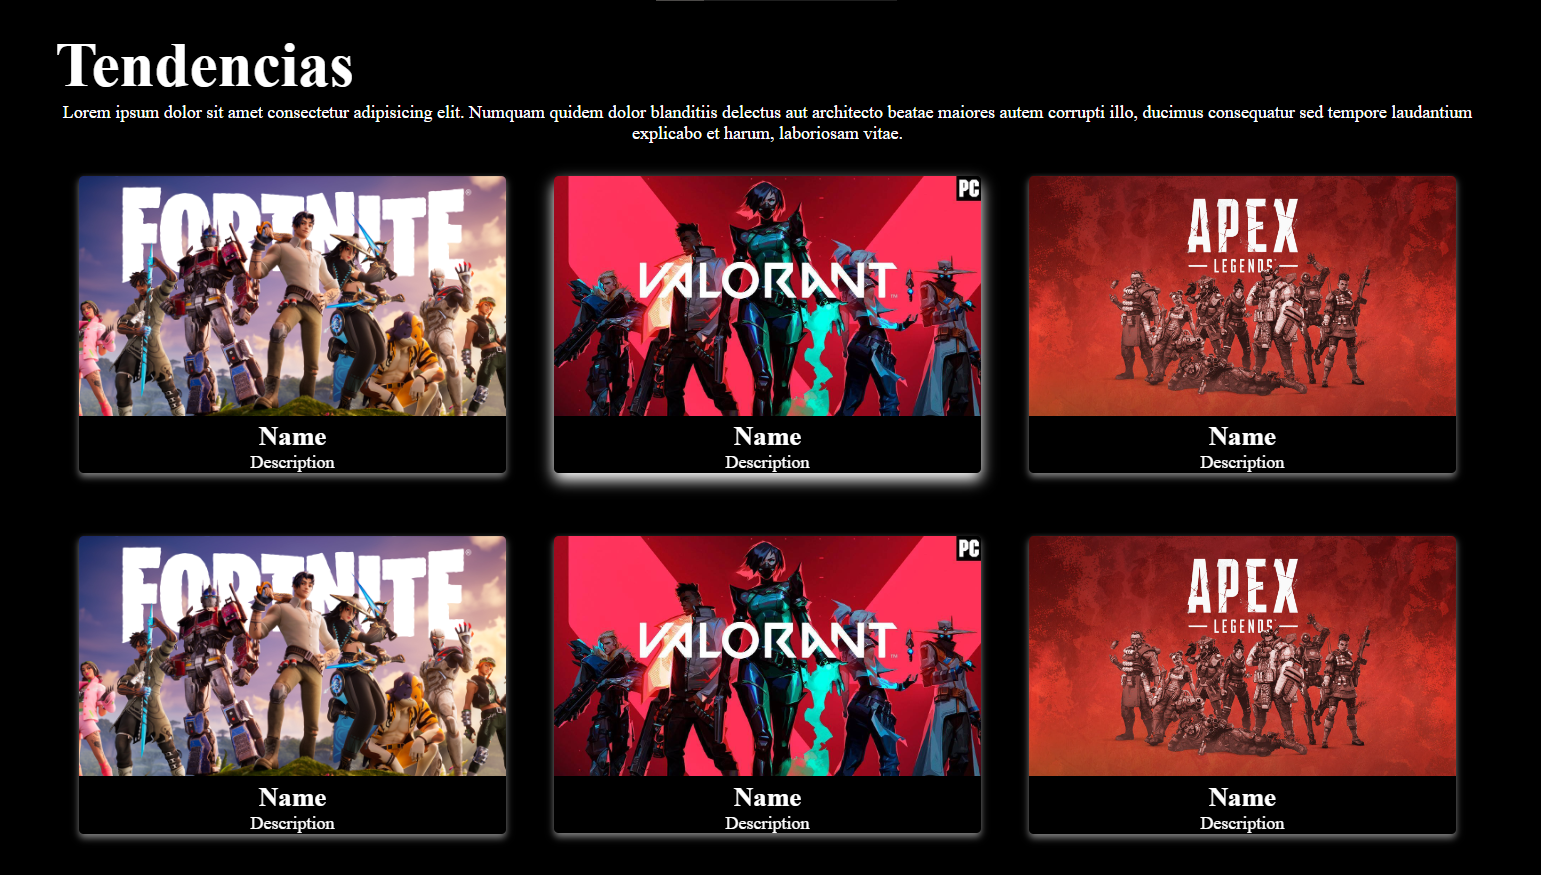 Tendencias
Lorem ipsum dolor sit amet consectetur adipisicing elit. Numquam quidem dolor blanditiis delectus aut architecto beatae maiores autem corrupti illo, ducimus consequatur sed tempore laudantium
explicabo et harum, laboriosam vitae.
FORTNITE
PC
VALORANT
APEX
LEGENDS
Name
Description
Name
Description
Name
Description
FORTNITE
PC
VALORANT
APEX
LEGENDS
Name
Description
Name
Description
Name
Description